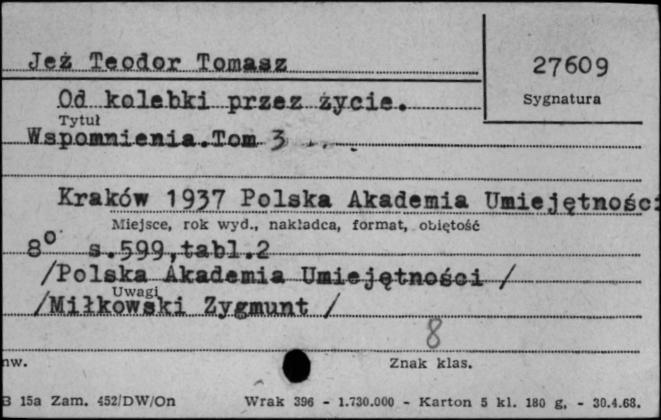 Jeż Teodor Tomasz
27609
Sygnatura
Od kolebki przez życie.
Tytuł
Wspomnienia.Tom 3
Kraków 1937 Polska Akademia Umiejętności
Miejsce, rok wyd., nakładca, format, objętość
8° s.599,tabl.2
/Polska Akademia Umiejętności /
Uwagi
/Miłkowski Zygmunt /
8
nw.
Znak klas.
B 15a Zam. 452/DW/On Wrak 396 - 1.730.000 - Karton 5 kl. 180 g, - 30.4.68.